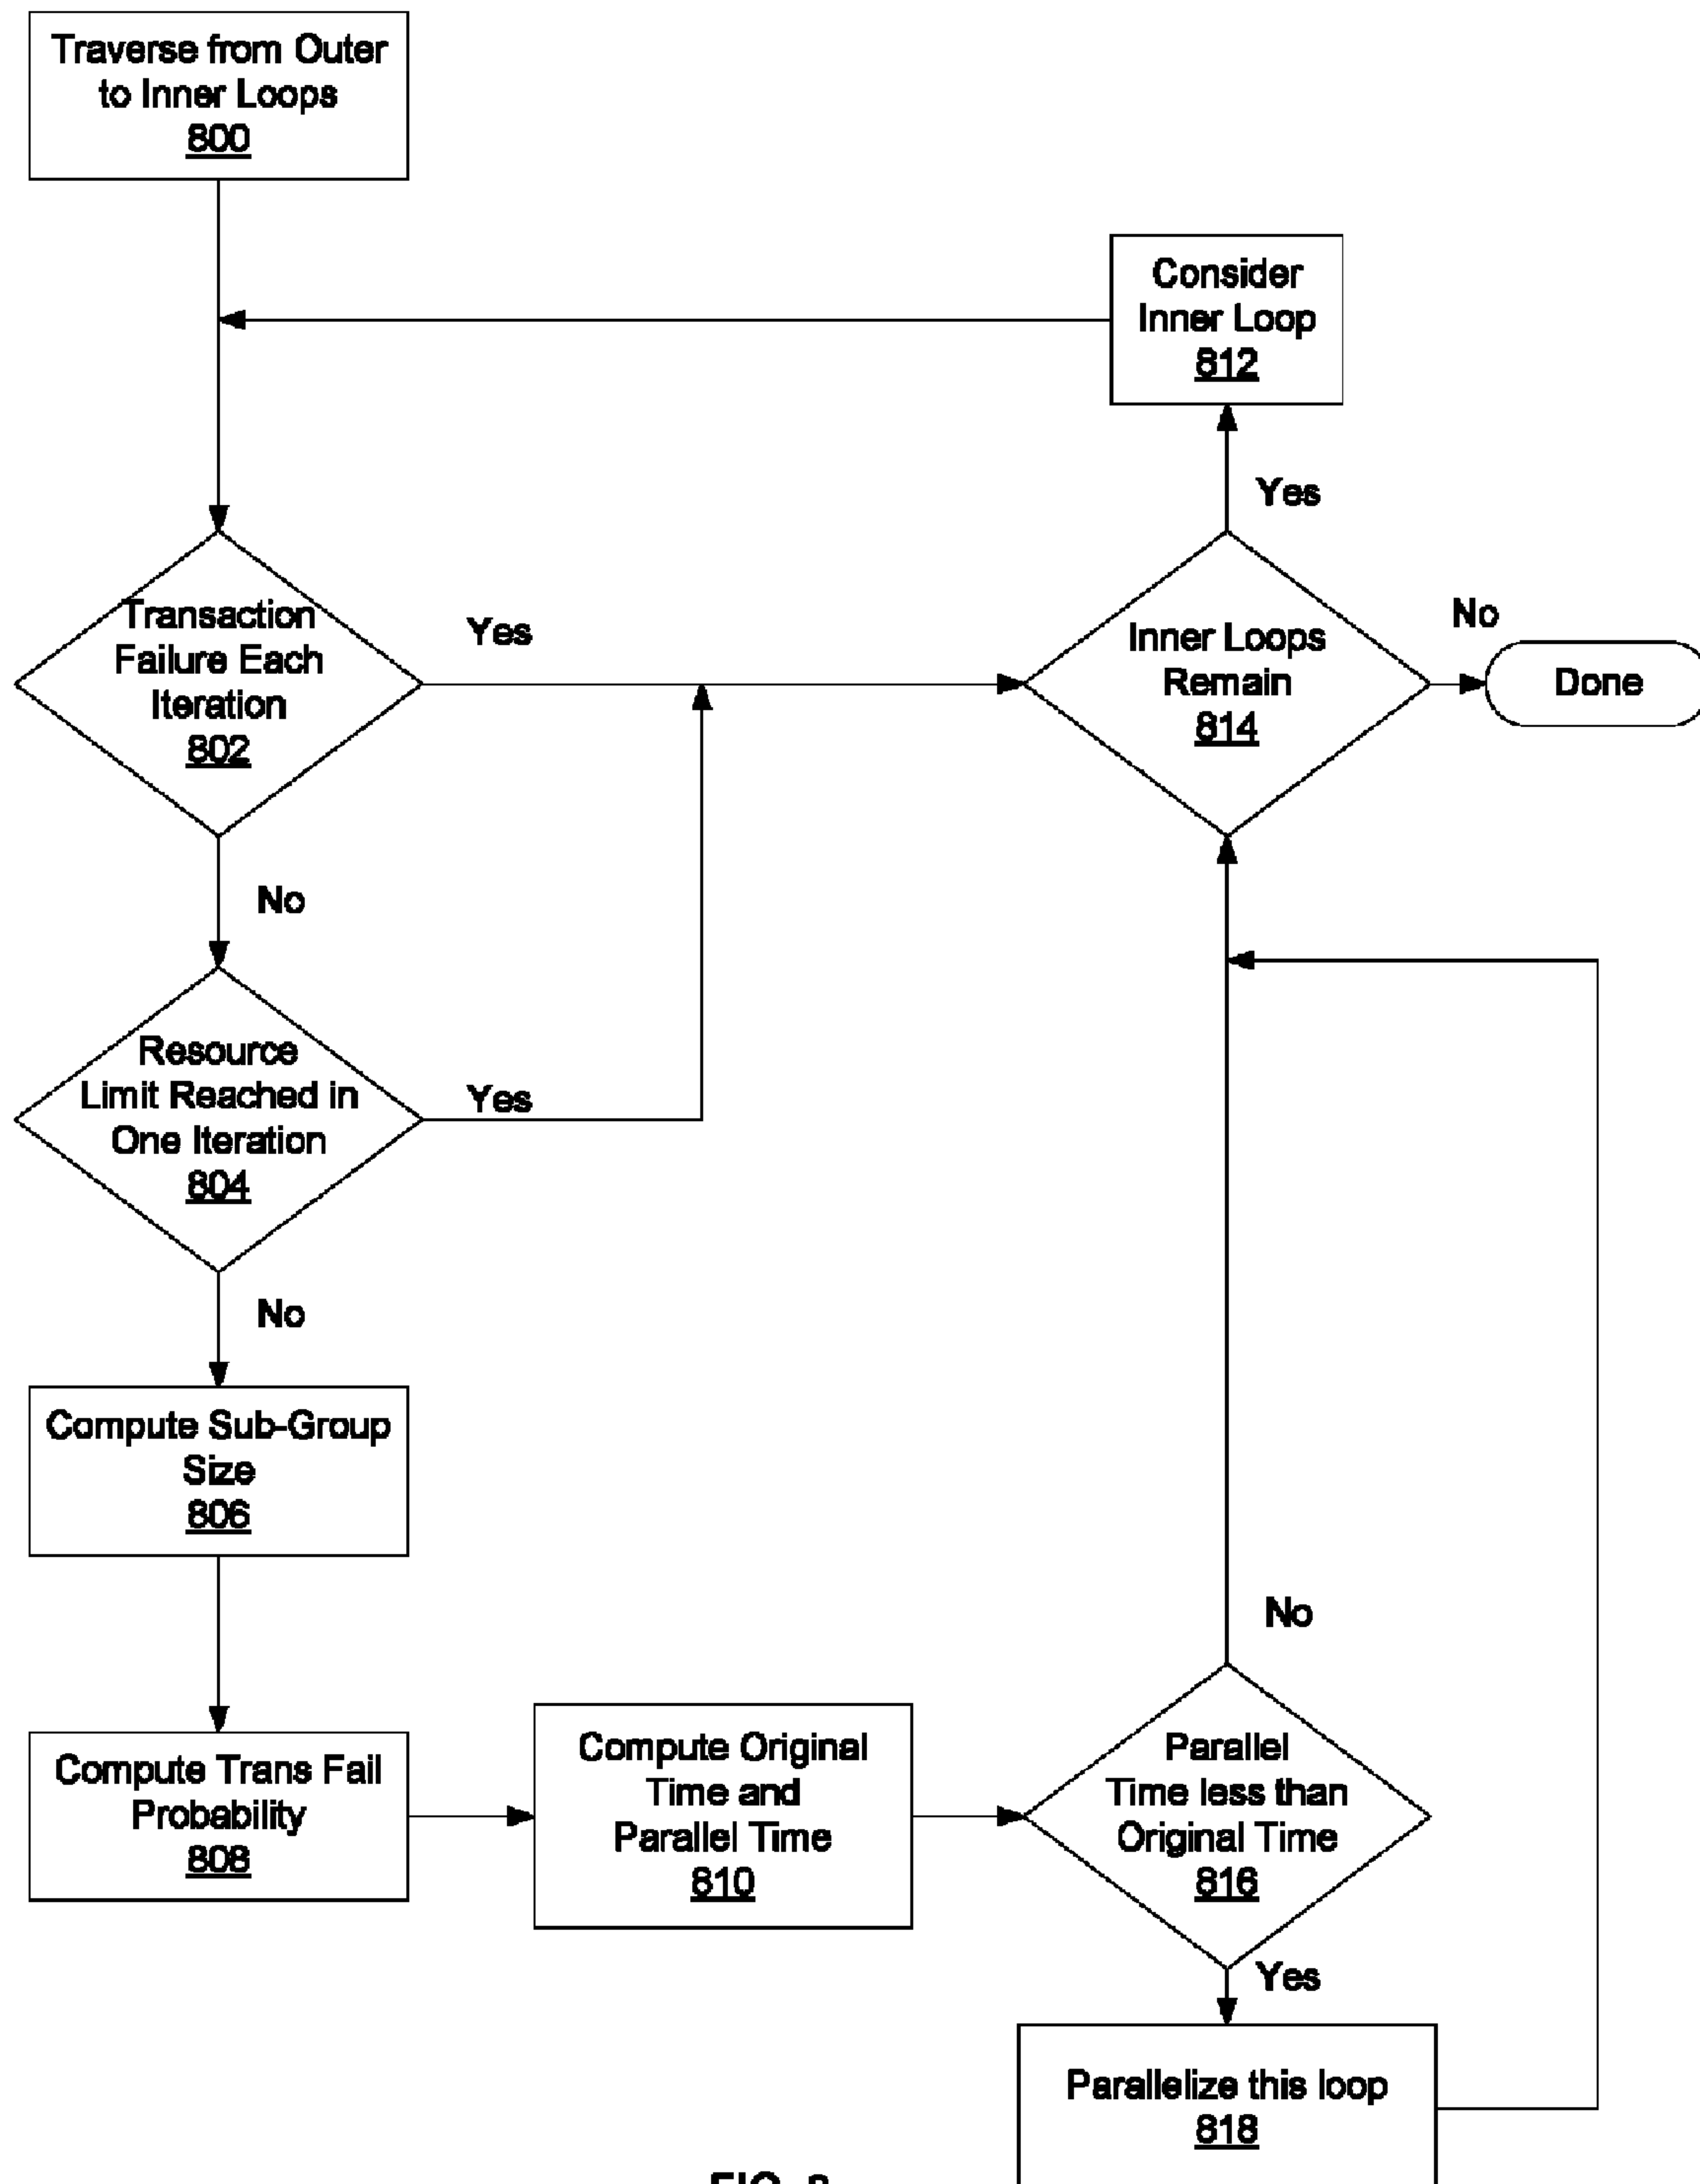 Traverse from Outer
to Inner Loops
800
Consider
Inner Loop
812
Yes
Transaction
Failure Each
Iteration
802
Yes
Inner Loops
Remain
814
No
Done
No
Resource
Limit Reached in
One Iteration
804
Yes
No
Compute Sub-Group
Size
806
No
Compute Trans Fail
Probability
808
Compute Original
Time and
Parallel Time
810
Parallel
Time less than
Original Time
816
Yes
Parallelize this loop
818